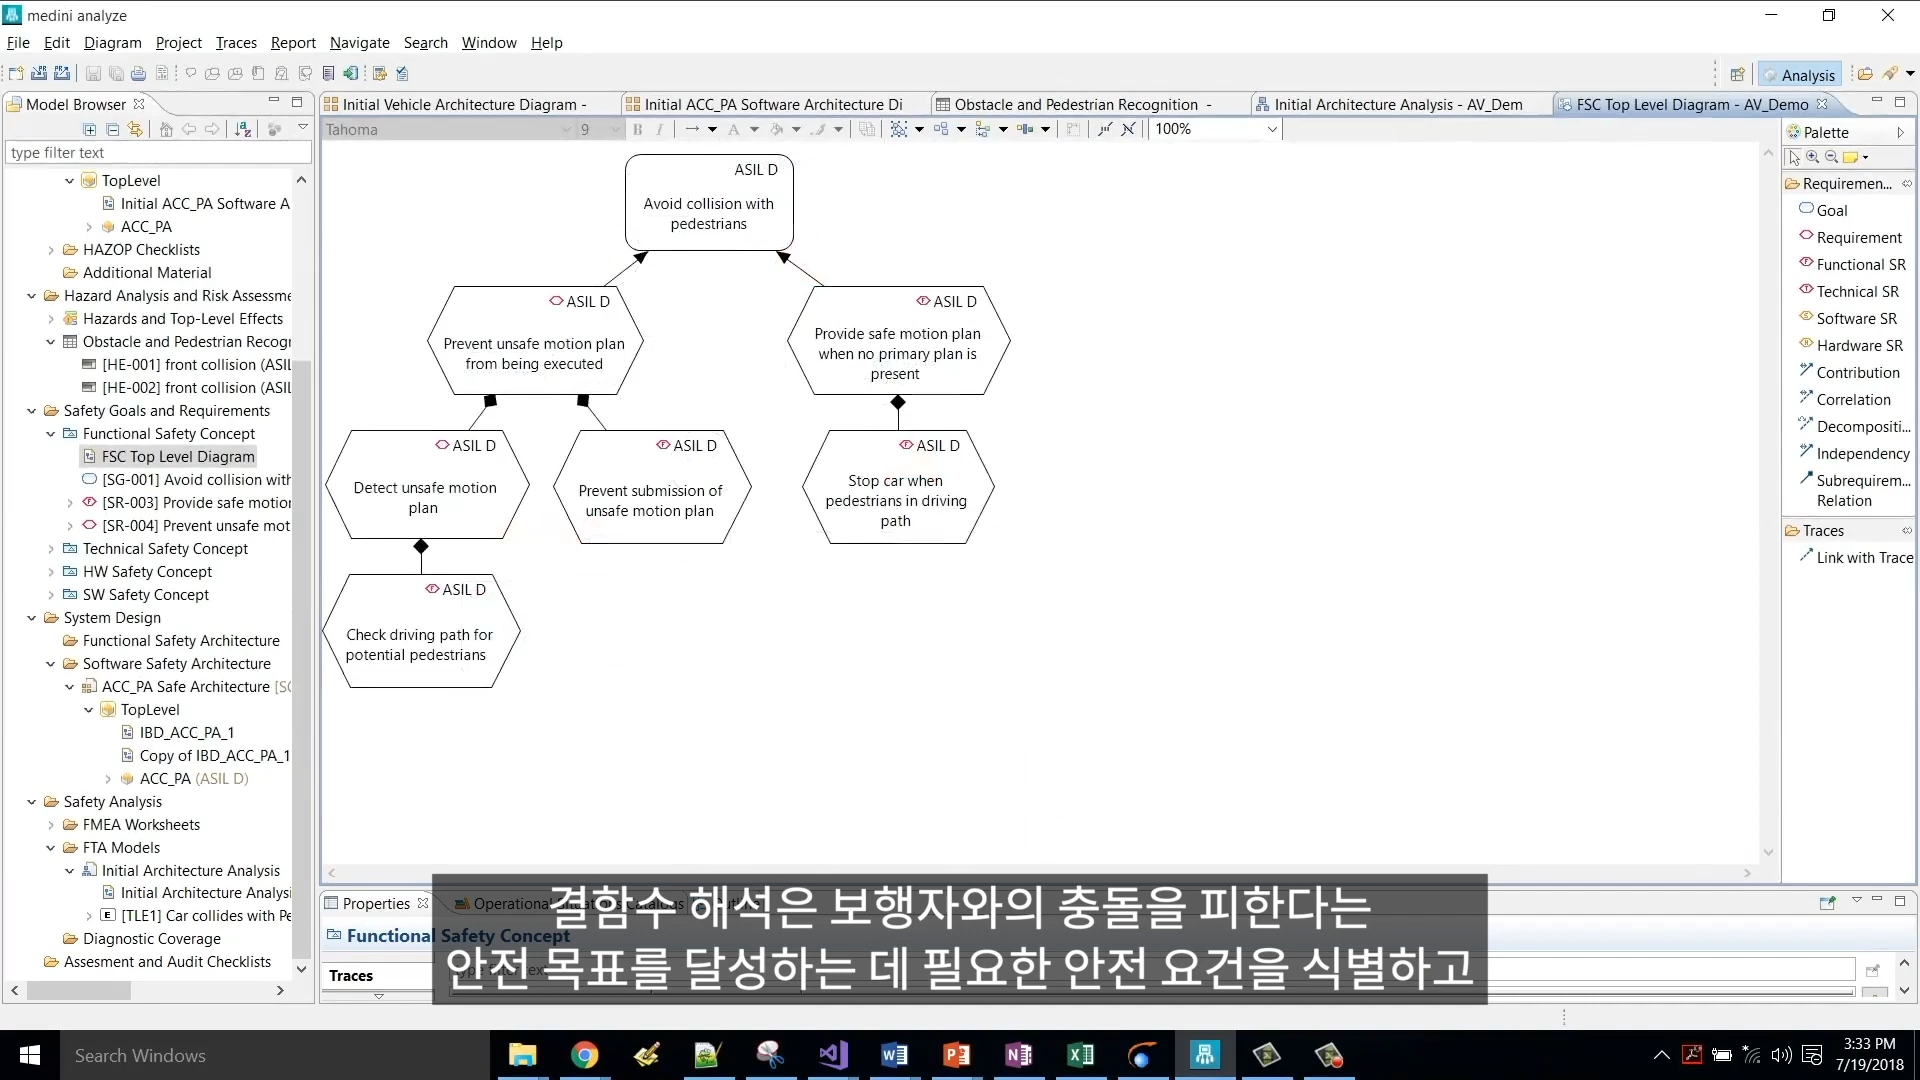 medini analyze
File Edit Diagram Project Traces Report Navigate Search Window Help
Analysis
Model Browser
Initial Vehicle Architecture Diagram -
Initial ACC_PA Software Architecture Di
Obstacle and Pedestrian Recognition -
Initial Architecture Analysis - AV_Dem
FSC Top Level Diagram - AV_Demo
Tahoma 9 B I A 100%
type filter text
TopLevel
Initial ACC_PA Software A
ACC_PA
HAZOP Checklists
Additional Material
Hazard Analysis and Risk Assessme
Hazards and Top-Level Effects
Obstacle and Pedestrian Recogr
[HE-001] front collision (ASIL
[HE-002] front collision (ASIL
Safety Goals and Requirements
Functional Safety Concept
FSC Top Level Diagram
[SG-001] Avoid collision with
[SR-003] Provide safe motior
[SR-004] Prevent unsafe mot
Technical Safety Concept
HW Safety Concept
SW Safety Concept
System Design
Functional Safety Architecture
Software Safety Architecture
ACC_PA Safe Architecture [SC
TopLevel
IBD_ACC_PA_1
Copy of IBD_ACC_PA_1
ACC_PA (ASIL D)
Safety Analysis
FMEA Worksheets
FTA Models
Initial Architecture Analysis
Initial Architecture Analysi
[TLE1] Car collides with Pe
Diagnostic Coverage
Assesment and Audit Checklists
ASIL D
Avoid collision with
pedestrians
ASIL D
Prevent unsafe motion plan
from being executed
ASIL D
Provide safe motion plan
when no primary plan is
present
ASIL D
Detect unsafe motion
plan
ASIL D
Prevent submission of
unsafe motion plan
ASIL D
Stop car when
pedestrians in driving
path
ASIL D
Check driving path for
potential pedestrians
Palette
Requiremen...
Goal
Requirement
Functional SR
Technical SR
Software SR
Hardware SR
Contribution
Correlation
Decompositi...
Independency
Subrequirem...
Relation
Traces
Link with Trace
Properties
Functional Safety Concept
Traces
결함수 해석은 보행자와의 충돌을 피한다는
안전 목표를 달성하는 데 필요한 안전 요건을 식별하고
Search Windows
3:33 PM
7/19/2018